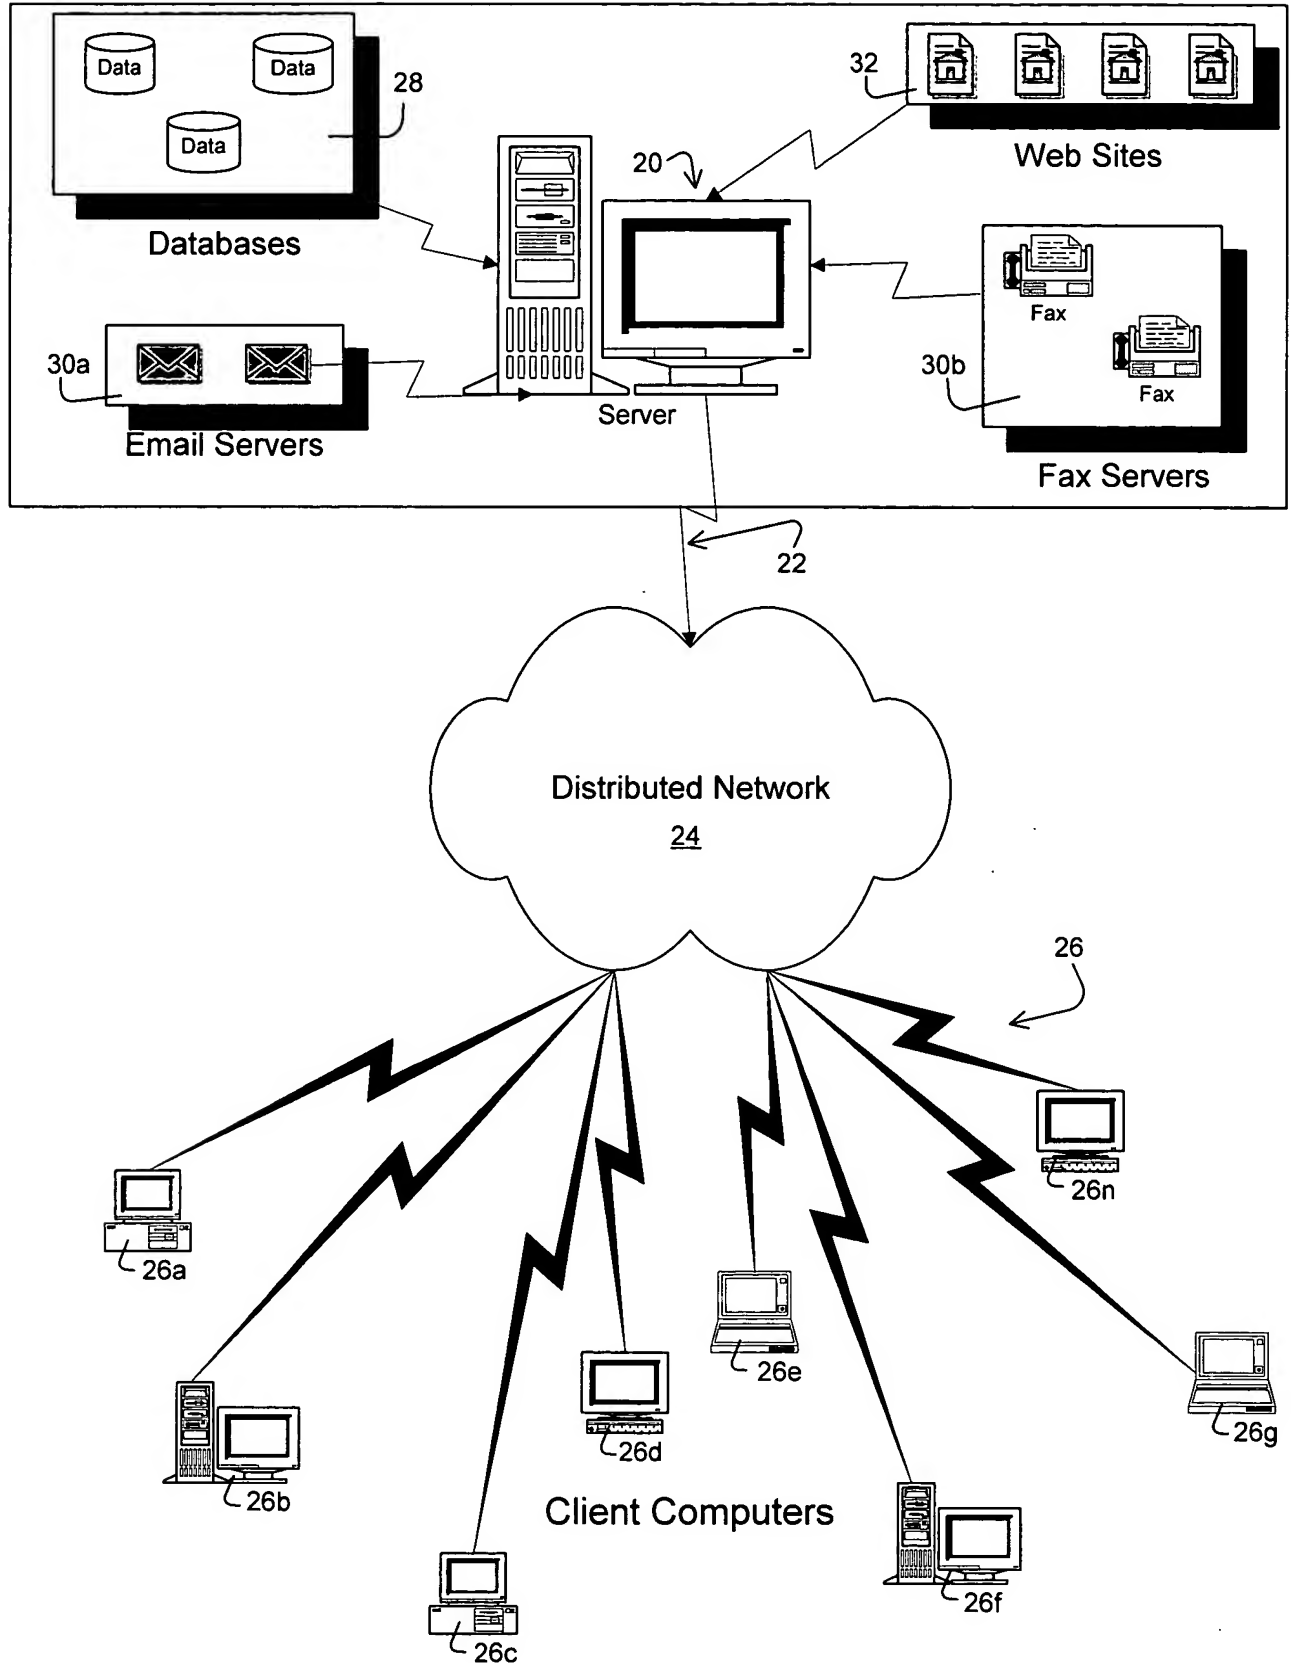 Data
Data
Data
28
Databases
32
Web Sites
20
Server
30a
Email Servers
Fax
Fax
30b
Fax Servers
22
Distributed Network
24
26
26n
26a
26e
26g
26d
26b
Client Computers
26f
26c